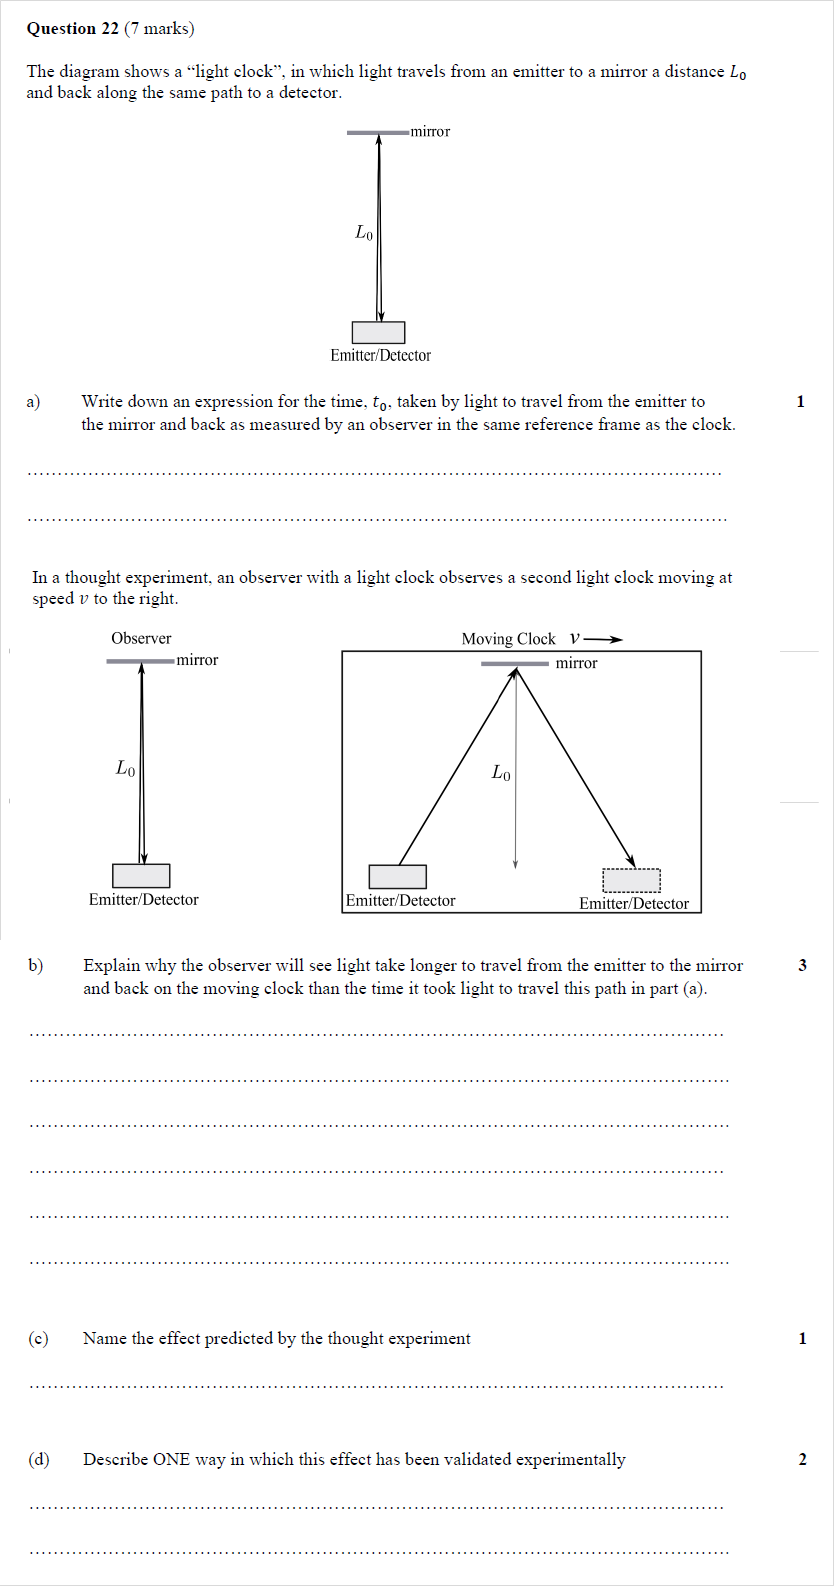 Question 22 (7 marks)
The diagram shows a “light clock”, in which light travels from an emitter to a mirror a distance L₀
and back along the same path to a detector.
mirror
L₀
Emitter/Detector
a) Write down an expression for the time, t₀, taken by light to travel from the emitter to 1
the mirror and back as measured by an observer in the same reference frame as the clock.
In a thought experiment, an observer with a light clock observes a second light clock moving at
speed v to the right.
Observer
mirror
L₀
Emitter/Detector
Moving Clock v
mirror
L₀
Emitter/Detector
Emitter/Detector
b) Explain why the observer will see light take longer to travel from the emitter to the mirror 3
and back on the moving clock than the time it took light to travel this path in part (a).
(c) Name the effect predicted by the thought experiment 1
(d) Describe ONE way in which this effect has been validated experimentally 2